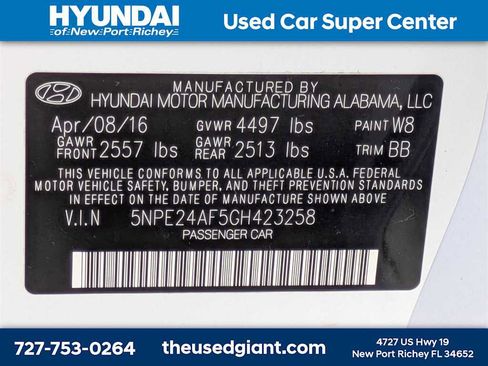 HYUNDAI
of New Port Richey
Used Car Super Center
MANUFACTURED BY
HYUNDAI MOTOR MANUFACTURING ALABAMA, LLC
Apr/08/16 GVWR 4497 lbs PAINT W8
GAWR FRONT 2557 lbs GAWR REAR 2513 lbs TRIM BB
THIS VEHICLE CONFORMS TO ALL APPLICABLE U.S.A. FEDERAL
MOTOR VEHICLE SAFETY, BUMPER, AND THEFT PREVENTION
STANDARDS IN EFFECT ON THE DATE OF MANUFACTURE SHOWN ABOVE.
V.I.N 5NPE24AF5GH423258
PASSENGER CAR
727-753-0264
theusedgiant.com
4727 US Hwy 19
New Port Richey FL 34652